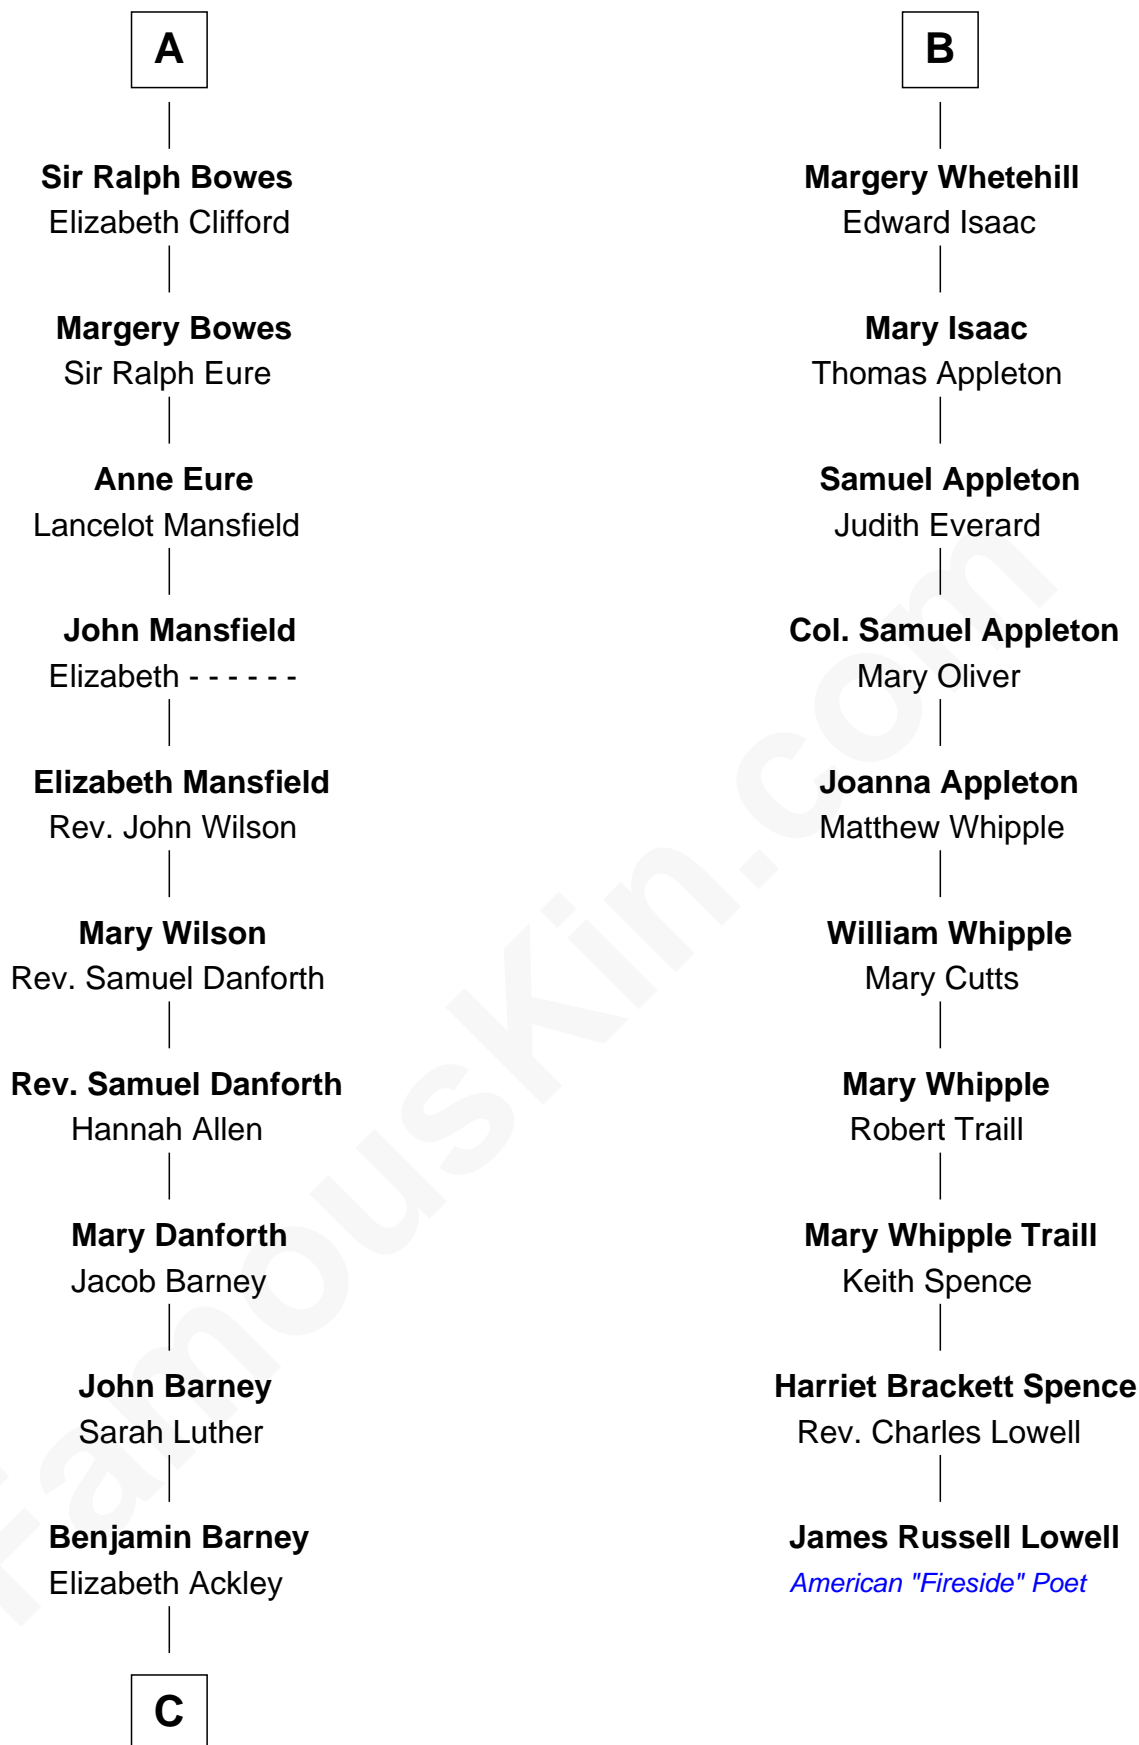 A
Sir Ralph Bowes
Elizabeth Clifford
Margery Bowes
Sir Ralph Eure
Anne Eure
Lancelot Mansfield
John Mansfield
Elizabeth - - - - - -
Elizabeth Mansfield
Rev. John Wilson
Mary Wilson
Rev. Samuel Danforth
Rev. Samuel Danforth
Hannah Allen
Mary Danforth
Jacob Barney
John Barney
Sarah Luther
Benjamin Barney
Elizabeth Ackley
C
B
Margery Whetehill
Edward Isaac
Mary Isaac
Thomas Appleton
Samuel Appleton
Judith Everard
Col. Samuel Appleton
Mary Oliver
Joanna Appleton
Matthew Whipple
William Whipple
Mary Cutts
Mary Whipple
Robert Traill
Mary Whipple Traill
Keith Spence
Harriet Brackett Spence
Rev. Charles Lowell
James Russell Lowell
American "Fireside" Poet
FamousKin.com